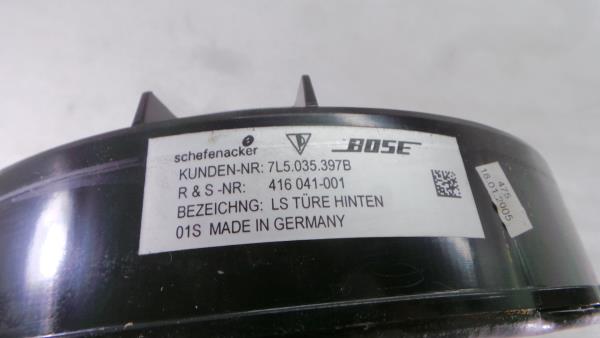 schefenacker BOSE
KUNDEN-NR: 7L5.035.397B
R & S -NR: 416 041-001
BEZEICHNG: LS TÜRE HINTEN
01S MADE IN GERMANY
475
18.01.2005